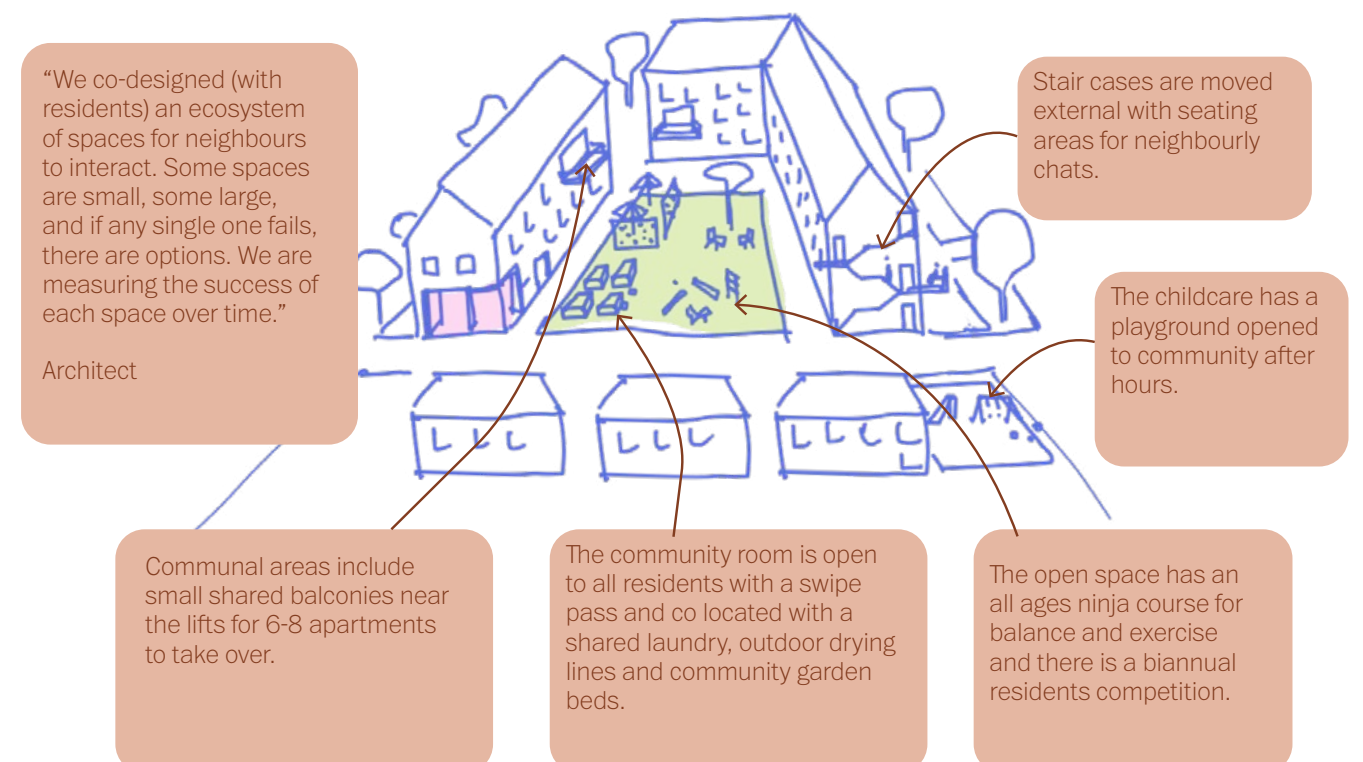 “We co-designed (with
residents) an ecosystem
of spaces for neighbours
to interact. Some spaces
are small, some large,
and if any single one fails,
there are options. We are
measuring the success of
each space over time.”
Architect
Stair cases are moved
external with seating
areas for neighbourly
chats.
The childcare has a
playground opened
to community after
hours.
Communal areas include
small shared balconies near
the lifts for 6-8 apartments
to take over.
The community room is open
to all residents with a swipe
pass and co located with a
shared laundry, outdoor drying
lines and community garden
beds.
The open space has an
all ages ninja course for
balance and exercise
and there is a biannual
residents competition.